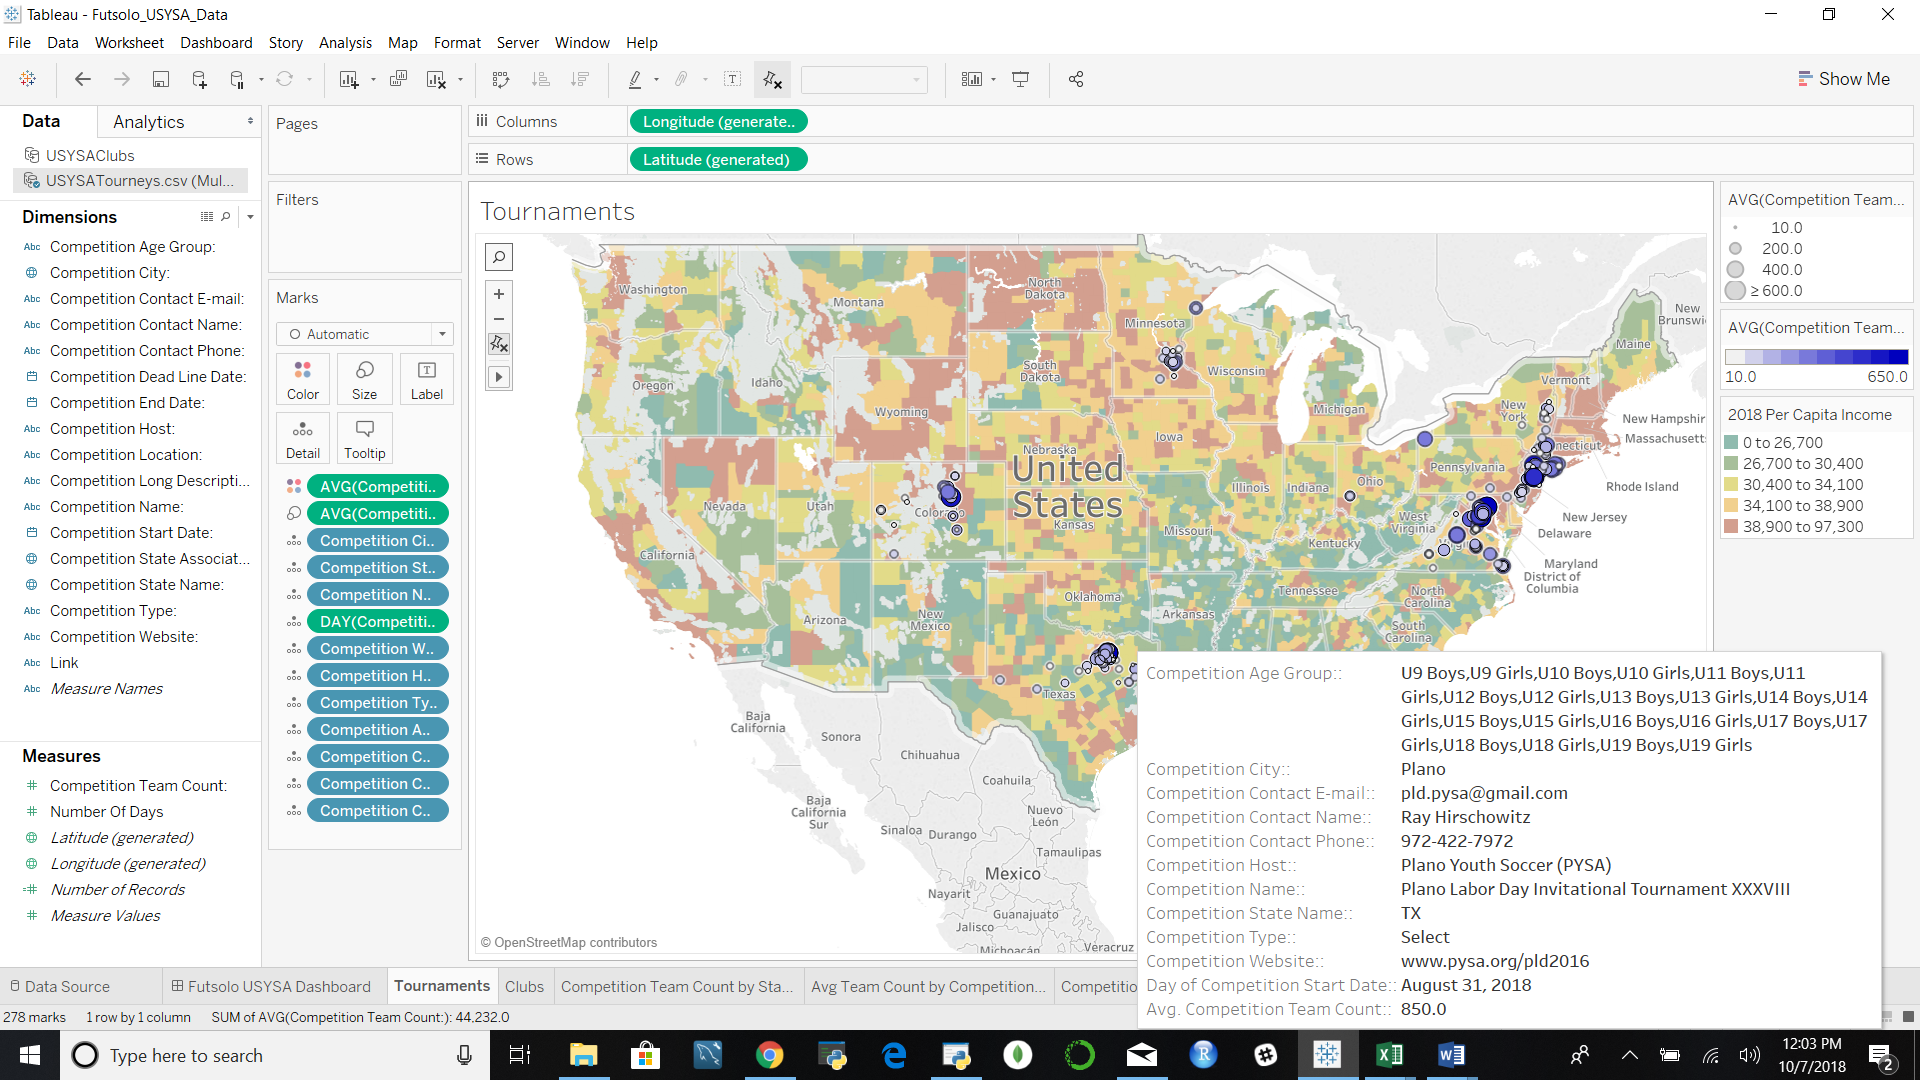 Tableau - Futsolo_USYSA_Data
File Data Worksheet Dashboard Story Analysis Map Format Server Window Help
Show Me
Data Analytics
USYSAClubs
USYSATourneys.csv (Mul...
Dimensions
Abc Competition Age Group:
Competition City:
Abc Competition Contact E-mail:
Abc Competition Contact Name:
Abc Competition Contact Phone:
Competition Dead Line Date:
Competition End Date:
Abc Competition Host:
Abc Competition Location:
Abc Competition Long Descripti...
Abc Competition Name:
Competition Start Date:
Competition State Associat...
Competition State Name:
Abc Competition Type:
Abc Competition Website:
Abc Link
Abc Measure Names
Measures
# Competition Team Count:
# Number Of Days
Latitude (generated)
Longitude (generated)
=# Number of Records
# Measure Values
Pages
Filters
Marks
Automatic
Color Size Label
Detail Tooltip
AVG(Competiti..
AVG(Competiti..
Competition Ci..
Competition St..
Competition N..
DAY(Competiti..
Competition W..
Competition H..
Competition Ty..
Competition A..
Competition C..
Competition C..
Competition C..
Columns
Longitude (generate..
Rows
Latitude (generated)
Tournaments
Washington
Montana
North
Dakota
Minnesota
Oregon
Idaho
Wyoming
South
Dakota
Wisconsin
Michigan
Vermont
Maine
New
Brunswi
New
York
New Hampshir
Massachusett
necticut
Rhode Island
Iowa
Nebraska
United
States
Nevada
Utah
Colorado
Kansas
Missouri
Illinois
Indiana
Ohio
Pennsylvania
New Jersey
Delaware
West
Virginia
Maryland
District of
Columbia
California
Kentucky
Tennessee
North
Carolina
South
Carolina
Arizona
New
Mexico
Oklahoma
Arkansas
Texas
Baja
California
Sonora
Chihuahua
Coahuila
Baja
California
Sur
Sinaloa
Durango
Nuevo
León
Tamaulipas
Mexico
Nayarit
Guanajuato
Jalisco
Michoacán
Veracruz
© OpenStreetMap contributors
AVG(Competition Team...
10.0
200.0
400.0
≥ 600.0
AVG(Competition Team...
10.0 650.0
2018 Per Capita Income
0 to 26,700
26,700 to 30,400
30,400 to 34,100
34,100 to 38,900
38,900 to 97,300
Competition Age Group:: U9 Boys,U9 Girls,U10 Boys,U10 Girls,U11 Boys,U11
Girls,U12 Boys,U12 Girls,U13 Boys,U13 Girls,U14 Boys,U14
Girls,U15 Boys,U15 Girls,U16 Boys,U16 Girls,U17 Boys,U17
Girls,U18 Boys,U18 Girls,U19 Boys,U19 Girls
Competition City:: Plano
Competition Contact E-mail:: pld.pysa@gmail.com
Competition Contact Name:: Ray Hirschowitz
Competition Contact Phone:: 972-422-7972
Competition Host:: Plano Youth Soccer (PYSA)
Competition Name:: Plano Labor Day Invitational Tournament XXXVIII
Competition State Name:: TX
Competition Type:: Select
Competition Website:: www.pysa.org/pld2016
Day of Competition Start Date:: August 31, 2018
Avg. Competition Team Count:: 850.0
Data Source Futsolo USYSA Dashboard Tournaments Clubs Competition Team Count by Sta... Avg Team Count by Competition... Competitio
278 marks 1 row by 1 column SUM of AVG(Competition Team Count:): 44,232.0
Type here to search
12:03 PM
10/7/2018
2